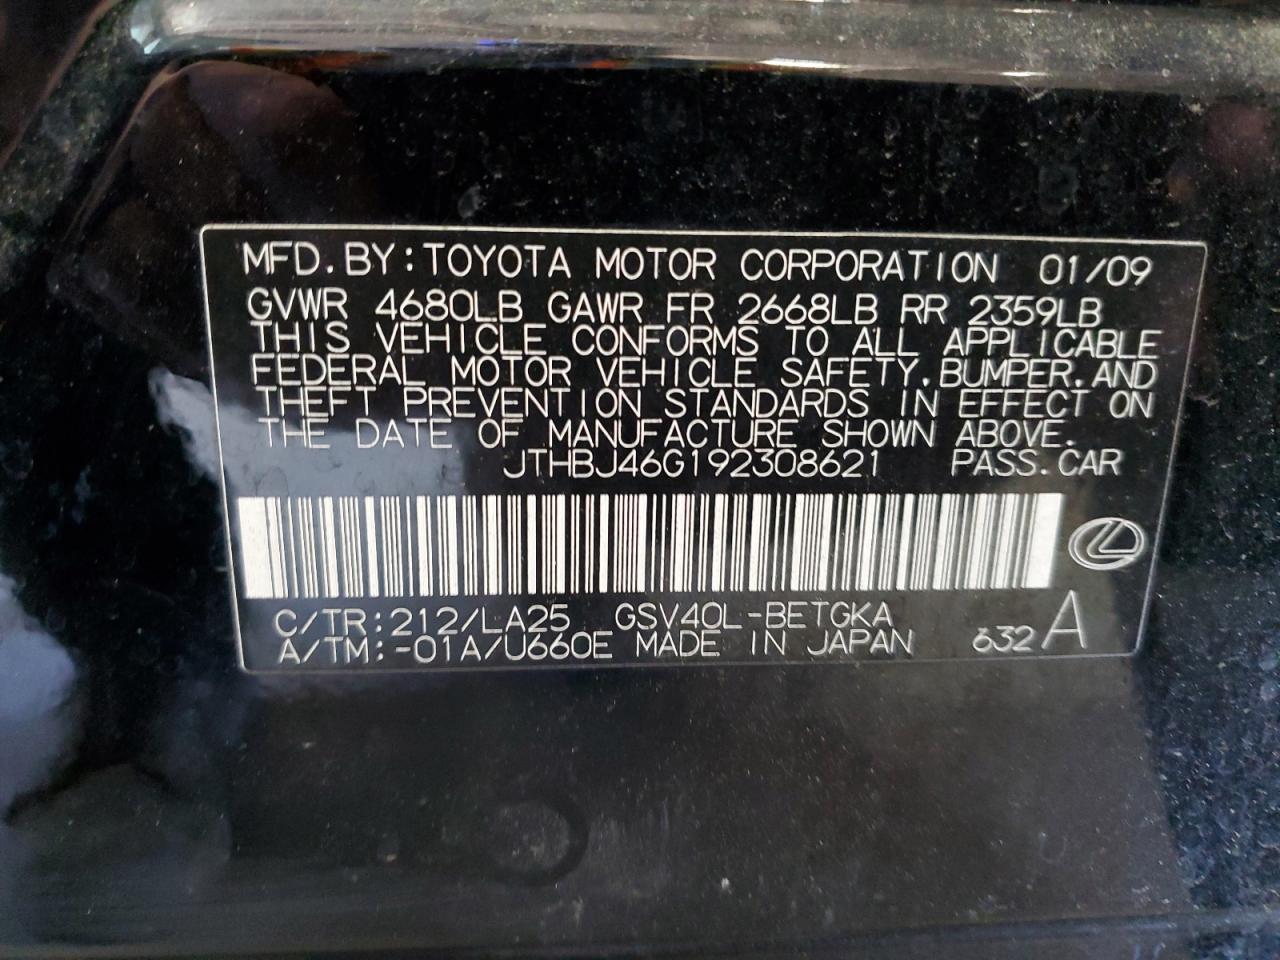 MFD.BY:TOYOTA MOTOR CORPORATION 01/09
GVWR 4680LB GAWR FR 2668LB RR 2359LB
THIS VEHICLE CONFORMS TO ALL APPLICABLE
FEDERAL MOTOR VEHICLE SAFETY,BUMPER,AND
THEFT PREVENTION STANDARDS IN EFFECT ON
THE DATE OF MANUFACTURE SHOWN ABOVE.
JTHBJ46G192308621 PASS.CAR
C/TR:212/LA25 GSV40L-BETGKA
A/TM:-01A/U660E MADE IN JAPAN 632 A